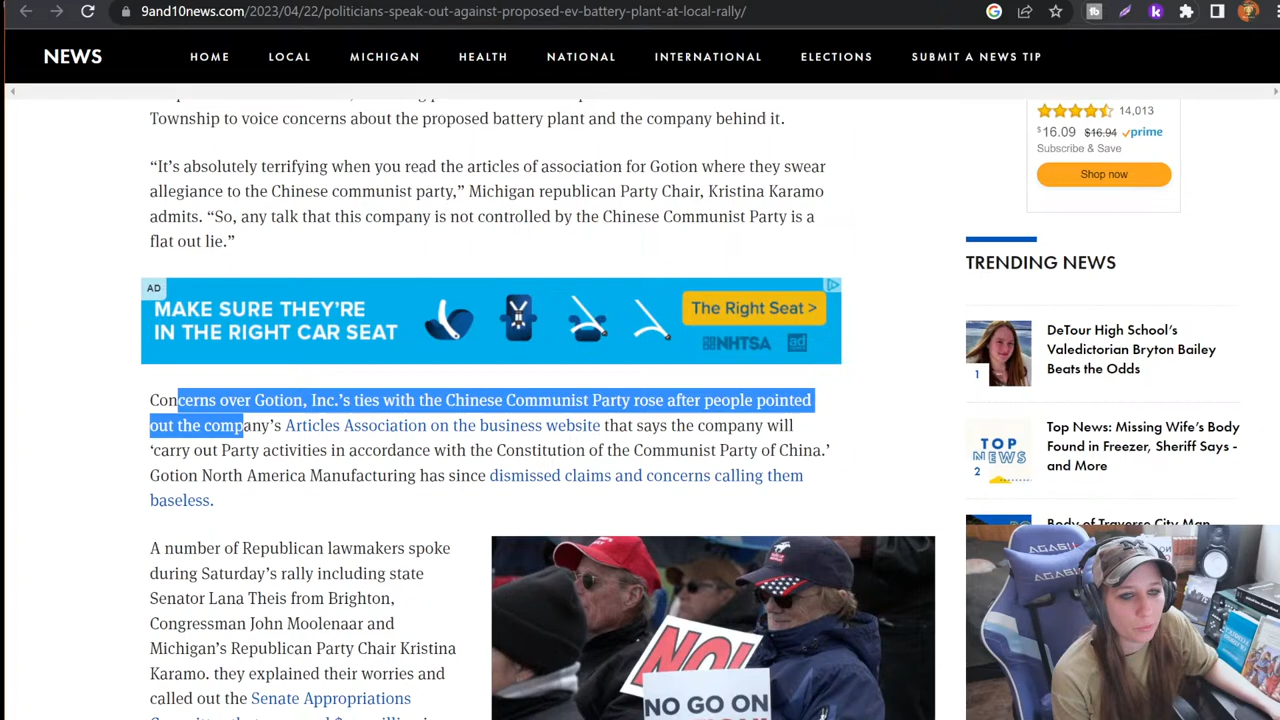 9and10news.com/2023/04/22/politicians-speak-out-against-proposed-ev-battery-plant-at-local-rally/
NEWS
HOME
LOCAL
MICHIGAN
HEALTH
NATIONAL
INTERNATIONAL
ELECTIONS
SUBMIT A NEWS TIP
Township to voice concerns about the proposed battery plant and the company behind it.
“It’s absolutely terrifying when you read the articles of association for Gotion where they swear
allegiance to the Chinese communist party,” Michigan republican Party Chair, Kristina Karamo
admits. “So, any talk that this company is not controlled by the Chinese Communist Party is a
flat out lie.”
AD
MAKE SURE THEY’RE
IN THE RIGHT CAR SEAT
The Right Seat >
NHTSA
ad
Concerns over Gotion, Inc.’s ties with the Chinese Communist Party rose after people pointed
out the company’s Articles Association on the business website that says the company will
‘carry out Party activities in accordance with the Constitution of the Communist Party of China.’
Gotion North America Manufacturing has since dismissed claims and concerns calling them
baseless.
A number of Republican lawmakers spoke
during Saturday’s rally including state
Senator Lana Theis from Brighton,
Congressman John Moolenaar and
Michigan’s Republican Party Chair Kristina
Karamo. they explained their worries and
called out the Senate Appropriations
NO!
NO GO ON
14,013
$16.09 $16.94 prime
Subscribe & Save
Shop now
TRENDING NEWS
1
DeTour High School’s
Valedictorian Bryton Bailey
Beats the Odds
TOP
NEWS
2
Top News: Missing Wife’s Body
Found in Freezer, Sheriff Says -
and More
Body of Traverse City Man
AGASI
AGASI